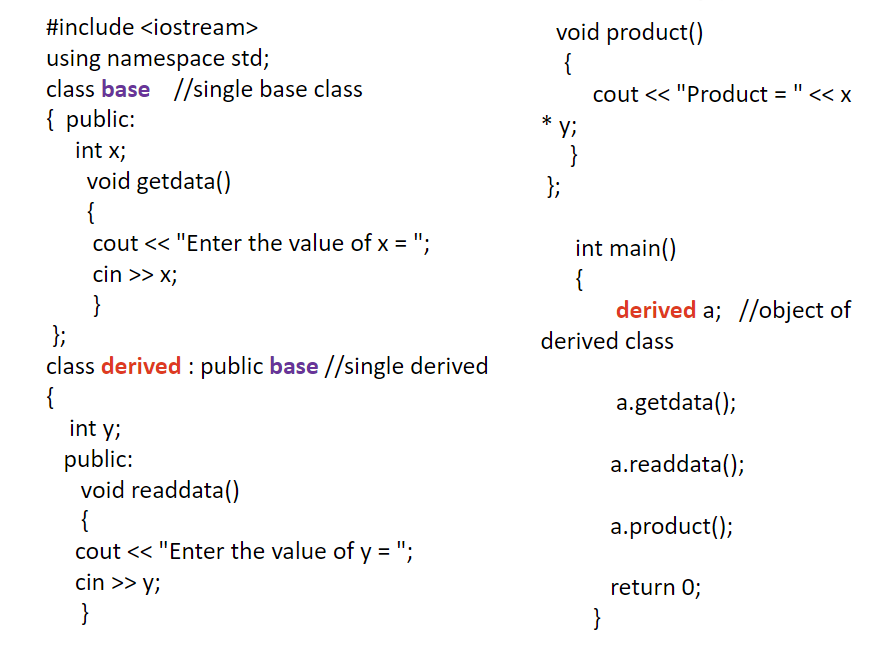 #include <iostream>
using namespace std;
class base //single base class
{ public:
int x;
void getdata()
{
cout << "Enter the value of x = ";
cin >> x;
}
};
class derived : public base //single derived
{
int y;
public:
void readdata()
{
cout << "Enter the value of y = ";
cin >> y;
}
void product()
{
cout << "Product = " << x
* y;
}
};
int main()
{
derived a; //object of
derived class
a.getdata();
a.readdata();
a.product();
return 0;
}